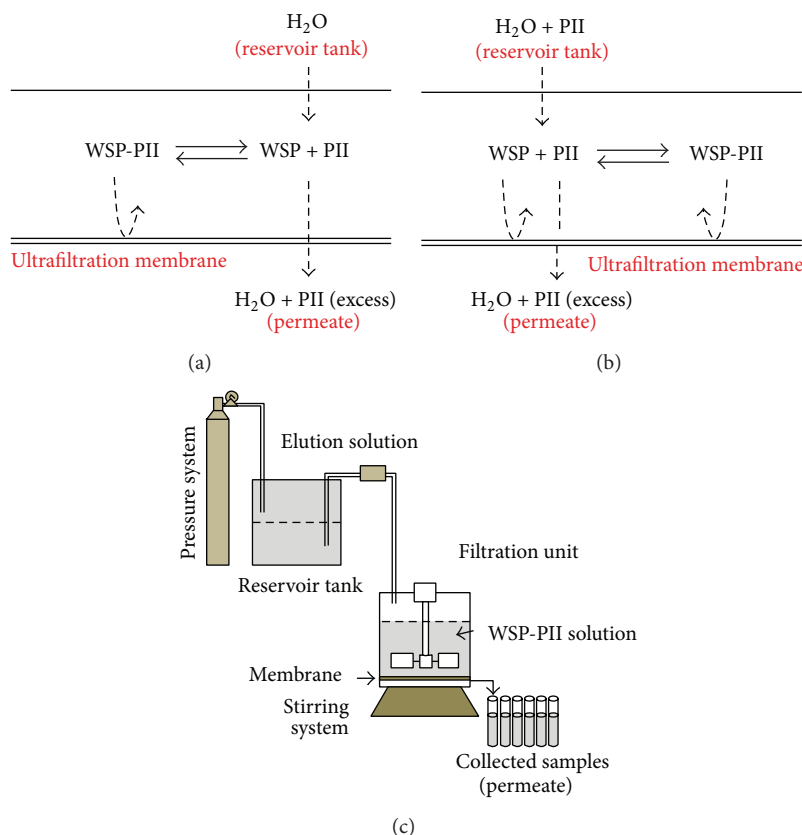 H₂O
(reservoir tank)
WSP-PII
WSP + PII
Ultrafiltration membrane
H₂O + PII (excess)
(permeate)
(a)
H₂O + PII
(reservoir tank)
WSP + PII
WSP-PII
Ultrafiltration membrane
H₂O + PII (excess)
(permeate)
(b)
Pressure system
Elution solution
Reservoir tank
Filtration unit
WSP-PII solution
Membrane
Stirring
system
Collected samples
(permeate)
(c)